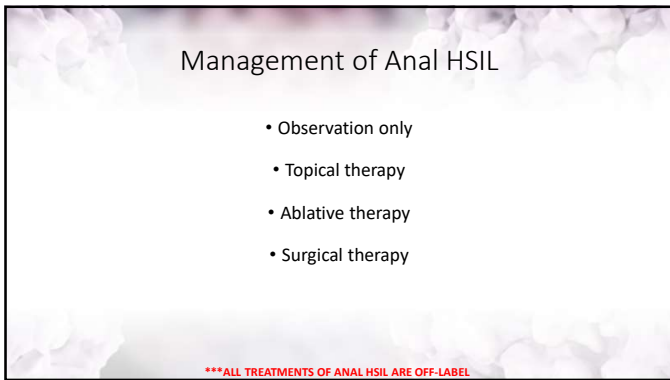 Management of Anal HSIL
• Observation only
• Topical therapy
• Ablative therapy
• Surgical therapy
***ALL TREATMENTS OF ANAL HSIL ARE OFF-LABEL